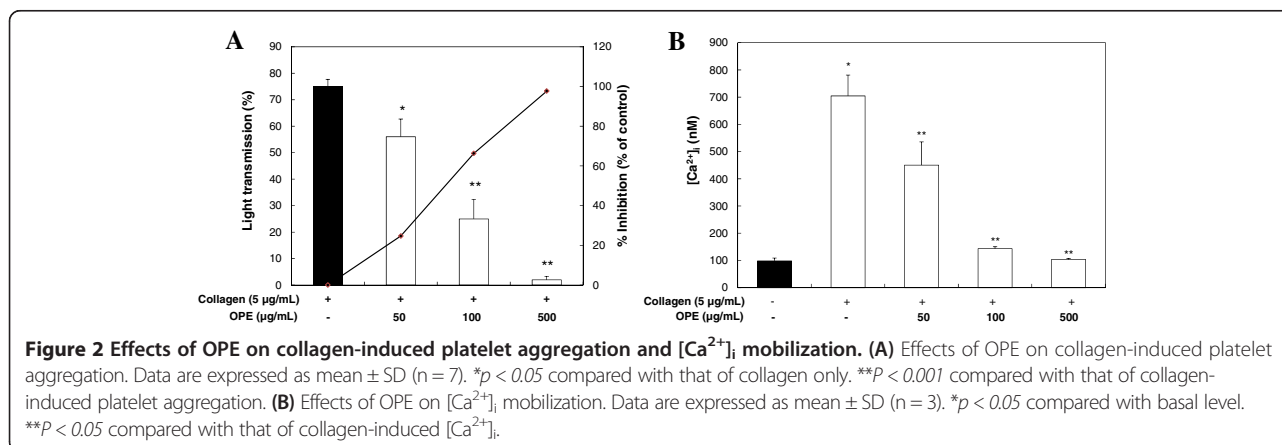 A
B
90
80
70
60
50
40
30
20
10
0
Light transmission (%)
120
100
80
60
40
20
0
% Inhibition (% of control)
*
**
**
Collagen (5 µg/mL) + + + +
OPE (µg/mL) - 50 100 500
900
800
700
600
500
400
300
200
100
0
[Ca²⁺]ᵢ (nM)
*
**
**
**
Collagen (5 µg/mL) - + + + +
OPE (µg/mL) - - 50 100 500
Figure 2 Effects of OPE on collagen-induced platelet aggregation and [Ca²⁺]ᵢ mobilization. (A) Effects of OPE on collagen-induced platelet
aggregation. Data are expressed as mean ± SD (n = 7). *p < 0.05 compared with that of collagen only. **P < 0.001 compared with that of collagen-
induced platelet aggregation. (B) Effects of OPE on [Ca²⁺]ᵢ mobilization. Data are expressed as mean ± SD (n = 3). *p < 0.05 compared with basal level.
**P < 0.05 compared with that of collagen-induced [Ca²⁺]ᵢ.